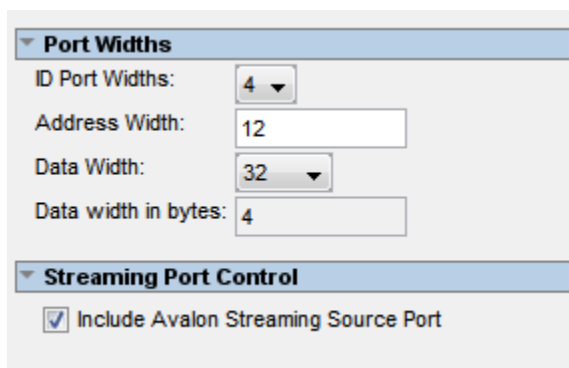 Port Widths
ID Port Widths: 4
Address Width: 12
Data Width: 32
Data width in bytes: 4
Streaming Port Control
Include Avalon Streaming Source Port